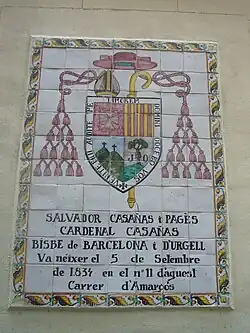 SALVADOR CASAÑAS i PAGÈS
CARDENAL CASAÑAS
BISBE de BARCELONA i D'URGELL
Va neixer el 5 de Setembre
de 1834 en el nº 11 d'aquest
Carrer d'Amargós